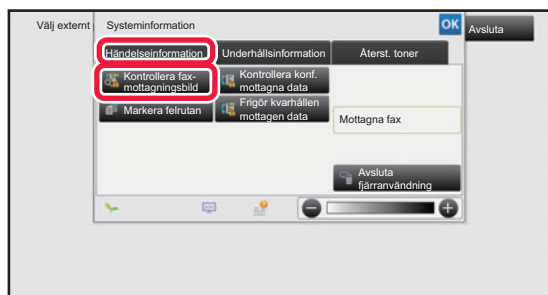 Välj externt
Systeminformation
OK
Avsluta
Händelseinformation
Underhållsinformation
Återst. toner
Kontrollera fax-
mottagningsbild
Kontrollera konf.
mottagna data
Markera felrutan
Frigör kvarhållen
mottagen data
Mottagna fax
Avsluta
fjärranvändning